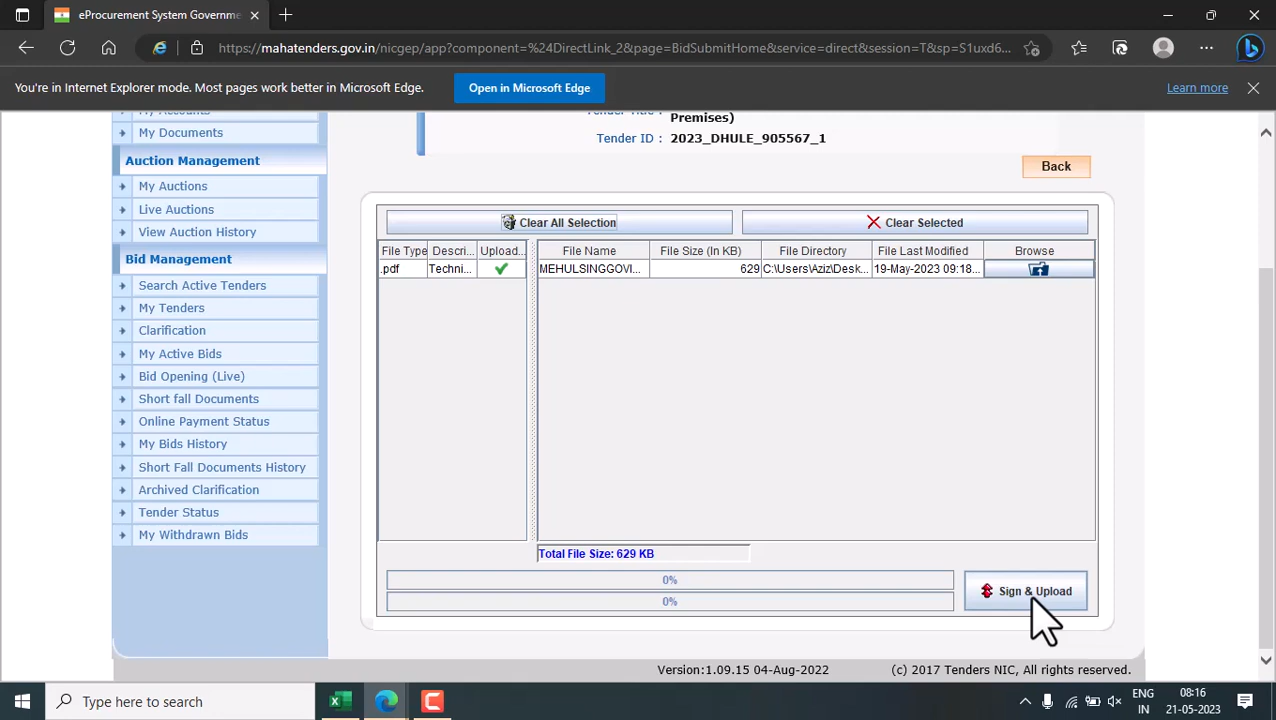 eProcurement System Governme
https://mahatenders.gov.in/nicgep/app?component=%24DirectLink_2&page=BidSubmitHome&service=direct&session=T&sp=S1uxd6...
You're in Internet Explorer mode. Most pages work better in Microsoft Edge.
Open in Microsoft Edge
Learn more
My Accounts
My Documents
Auction Management
My Auctions
Live Auctions
View Auction History
Bid Management
Search Active Tenders
My Tenders
Clarification
My Active Bids
Bid Opening (Live)
Short fall Documents
Online Payment Status
My Bids History
Short Fall Documents History
Archived Clarification
Tender Status
My Withdrawn Bids
Tender Title :
Premises)
Tender ID : 2023_DHULE_905567_1
Back
Clear All Selection
Clear Selected
File Type Descri... Upload... File Name File Size (In KB) File Directory File Last Modified Browse
.pdf Techni... MEHULSINGGOVI... 629 C:\Users\Aziz\Desk... 19-May-2023 09:18...
Total File Size: 629 KB
0%
0%
Sign & Upload
Version:1.09.15 04-Aug-2022 (c) 2017 Tenders NIC, All rights reserved.
Type here to search
ENG
IN
08:16
21-05-2023